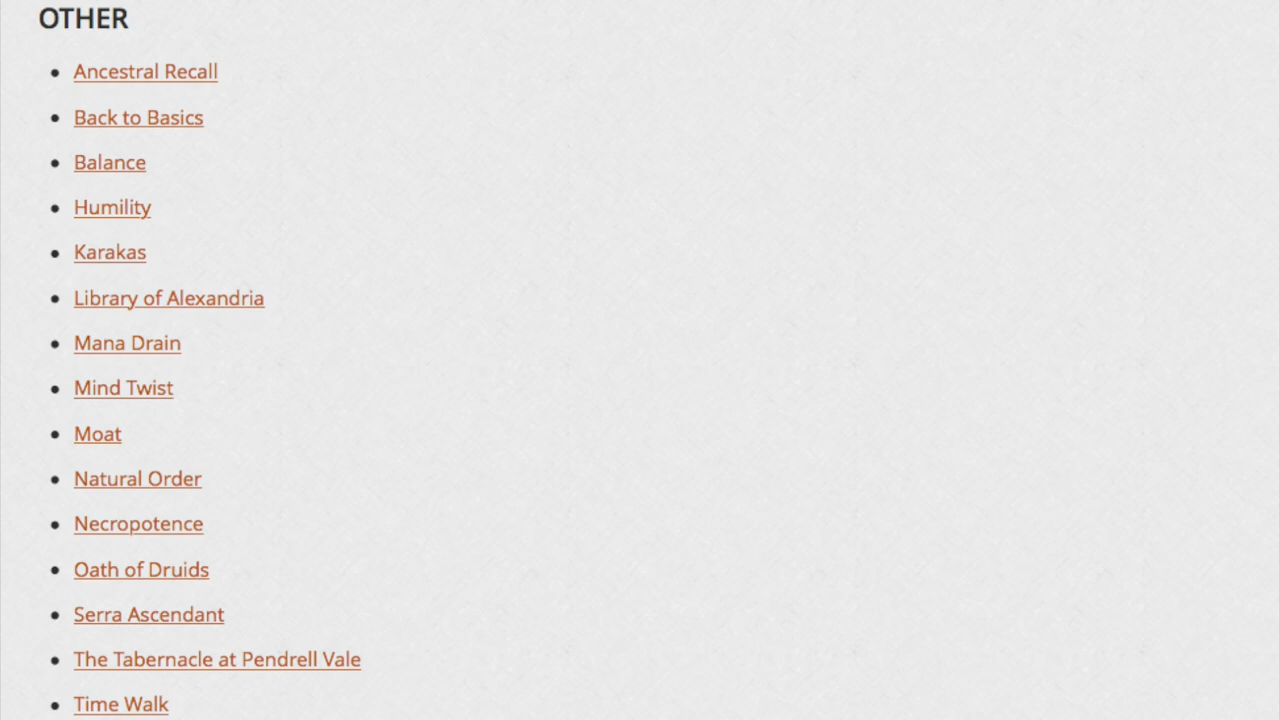 OTHER
Ancestral Recall
Back to Basics
Balance
Humility
Karakas
Library of Alexandria
Mana Drain
Mind Twist
Moat
Natural Order
Necropotence
Oath of Druids
Serra Ascendant
The Tabernacle at Pendrell Vale
Time Walk